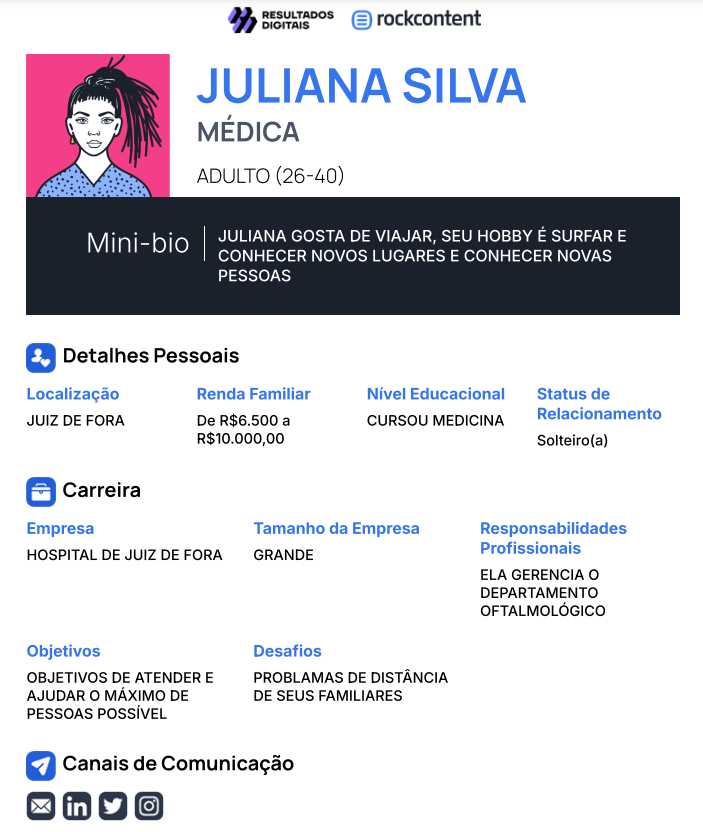 RESULTADOS
DIGITAIS
rockcontent
JULIANA SILVA
MÉDICA
ADULTO (26-40)
Mini-bio
JULIANA GOSTA DE VIAJAR, SEU HOBBY É SURFAR E
CONHECER NOVOS LUGARES E CONHECER NOVAS
PESSOAS
Detalhes Pessoais
Localização
JUIZ DE FORA
Renda Familiar
De R$6.500 a
R$10.000,00
Nível Educacional
CURSOU MEDICINA
Status de
Relacionamento
Solteiro(a)
Carreira
Empresa
HOSPITAL DE JUIZ DE FORA
Tamanho da Empresa
GRANDE
Responsabilidades
Profissionais
ELA GERENCIA O
DEPARTAMENTO
OFTALMOLÓGICO
Objetivos
OBJETIVOS DE ATENDER E
AJUDAR O MÁXIMO DE
PESSOAS POSSÍVEL
Desafios
PROBLAMAS DE DISTÂNCIA
DE SEUS FAMILIARES
Canais de Comunicação